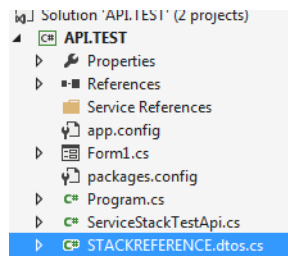 Solution 'API.TEST' (2 projects)
C# API.TEST
Properties
References
Service References
app.config
Form1.cs
packages.config
C# Program.cs
C# ServiceStackTestApi.cs
C# STACKREFERENCE.dtos.cs